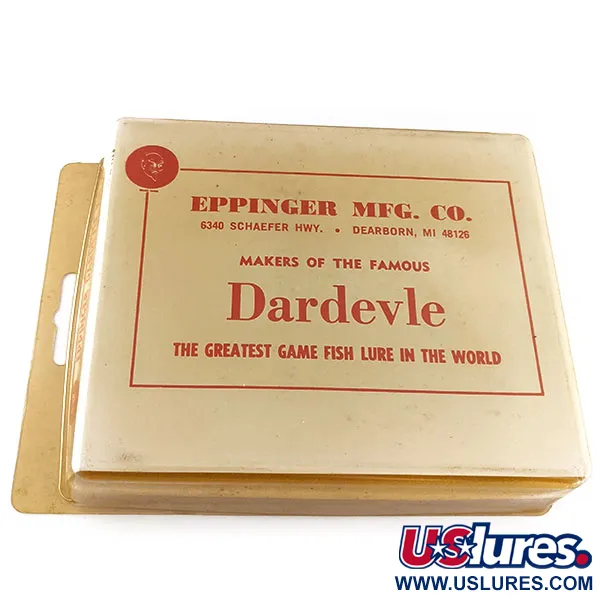 EPPINGER MFG. CO.
6340 SCHAEFER HWY. • DEARBORN, MI 48126
MAKERS OF THE FAMOUS
Dardevle
THE GREATEST GAME FISH LURE IN THE WORLD
USlures.
WWW.USLURES.COM